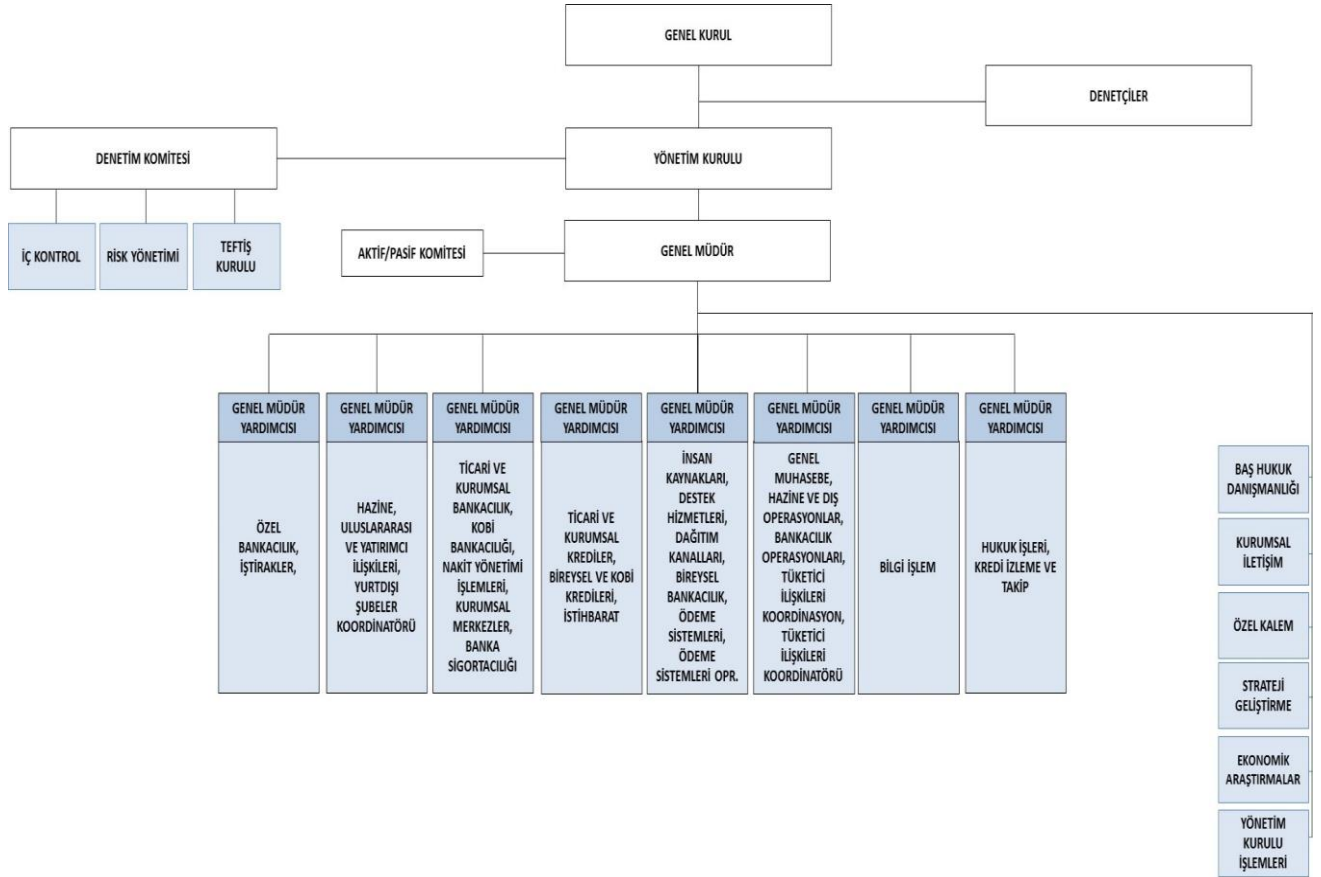 GENEL KURUL
DENETÇİLER
DENETİM KOMİTESİ
YÖNETİM KURULU
İÇ KONTROL
RİSK YÖNETİMİ
TEFTİŞ
KURULU
AKTİF/PASİF KOMİTESİ
GENEL MÜDÜR
GENEL MÜDÜR
YARDIMCISI
ÖZEL
BANKACILIK,
İŞTİRAKLER,
GENEL MÜDÜR
YARDIMCISI
HAZİNE,
ULUSLARARASI
VE YATIRIMCI
İLİŞKİLERİ,
YURTDIŞI
ŞUBELER
KOORDİNATÖRÜ
GENEL MÜDÜR
YARDIMCISI
TİCARİ VE
KURUMSAL
BANKACILIK,
KOBİ
BANKACILIĞI,
NAKİT YÖNETİMİ
İŞLEMLERİ,
KURUMSAL
MERKEZLER,
BANKA
SİGORTACILIĞI
GENEL MÜDÜR
YARDIMCISI
TİCARİ VE
KURUMSAL
KREDİLER,
BİREYSEL VE KOBİ
KREDİLERİ,
İSTİHBARAT
GENEL MÜDÜR
YARDIMCISI
İNSAN
KAYNAKLARI,
DESTEK
HİZMETLERİ,
DAĞITIM
KANALLARI,
BİREYSEL
BANKACILIK,
ÖDEME
SİSTEMLERİ,
ÖDEME
SİSTEMLERİ OPR.
GENEL MÜDÜR
YARDIMCISI
GENEL
MUHASEBE,
HAZİNE VE DIŞ
OPERASYONLAR,
BANKACILIK
OPERASYONLARI,
TÜKETİCİ
İLİŞKİLERİ
KOORDİNASYON,
TÜKETİCİ
İLİŞKİLERİ
KOORDİNATÖRÜ
GENEL MÜDÜR
YARDIMCISI
BİLGİ İŞLEM
GENEL MÜDÜR
YARDIMCISI
HUKUK İŞLERİ,
KREDİ İZLEME VE
TAKİP
BAŞ HUKUK
DANIŞMANLIĞI
KURUMSAL
İLETİŞİM
ÖZEL KALEM
STRATEJİ
GELİŞTİRME
EKONOMİK
ARAŞTIRMALAR
YÖNETİM
KURULU
İŞLEMLERİ